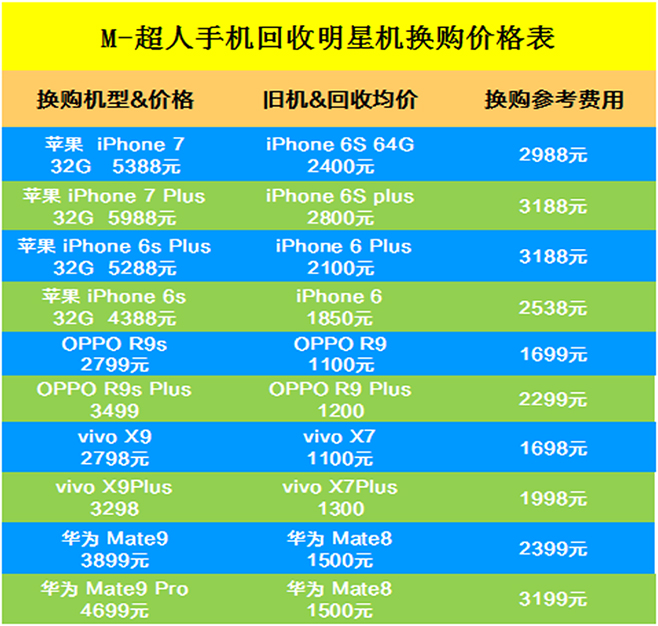 M-超人手机回收明星机换购价格表
换购机型&价格 旧机&回收均价 换购参考费用
苹果 iPhone 7 iPhone 6S 64G
32G 5388元 2400元 2988元
苹果 iPhone 7 Plus iPhone 6S plus
32G 5988元 2800元 3188元
苹果 iPhone 6s Plus iPhone 6 Plus
32G 5288元 2100元 3188元
苹果 iPhone 6s iPhone 6
32G 4388元 1850元 2538元
OPPO R9s OPPO R9
2799元 1100元 1699元
OPPO R9s Plus OPPO R9 Plus
3499 1200 2299元
vivo X9 vivo X7
2798元 1100元 1698元
vivo X9Plus vivo X7Plus
3298 1300 1998元
华为 Mate9 华为 Mate8
3899元 1500元 2399元
华为 Mate9 Pro 华为 Mate8
4699元 1500元 3199元